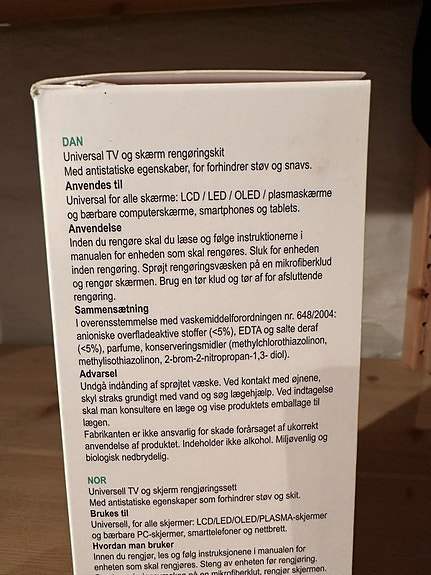 DAN
Universal TV og skærm rengøringskit
Med antistatiske egenskaber, for forhindrer støv og snavs.
Anvendes til
Universal for alle skærme: LCD / LED / OLED / plasmaskærme
og bærbare computerskærme, smartphones og tablets.
Anvendelse
Inden du rengøre skal du læse og følge instruktionerne i
manualen for enheden som skal rengøres. Sluk for enheden
inden rengøring. Sprøjt rengøringsvæsken på en mikrofiberklud
og rengør skærmen. Brug en tør klud og tør af for afsluttende
rengøring.
Sammensætning
I overensstemmelse med vaskemiddelforordningen nr. 648/2004:
anioniske overfladeaktive stoffer (<5%), EDTA og salte deraf
(<5%), parfume, konserveringsmidler (methylchlorothiazolinon,
methylisothiazolinon, 2-brom-2-nitropropan-1,3- diol).
Advarsel
Undgå indånding af sprøjtet væske. Ved kontakt med øjnene,
skyl straks grundigt med vand og søg lægehjælp. Ved indtagelse
skal man konsultere en læge og vise produktets emballage til
lægen.
Fabrikanten er ikke ansvarlig for skade forårsaget af ukorrekt
anvendelse af produktet. Indeholder ikke alkohol. Miljøvenlig og
biologisk nedbrydelig.
NOR
Universell TV og skjerm rengjøringssett
Med antistatiske egenskaper som forhindrer støv og skit.
Brukes til
Universell, for alle skjermer: LCD/LED/OLED/PLASMA-skjermer
og bærbare PC-skjermer, smarttelefoner og nettbrett.
Hvordan man bruker
Innen du rengjør, les og følg instruksjonene i manualen for
enheten som skal rengjøres. Steng av enheten før rengjøring.
på en mikrofiberklut, rengjør skjermen.